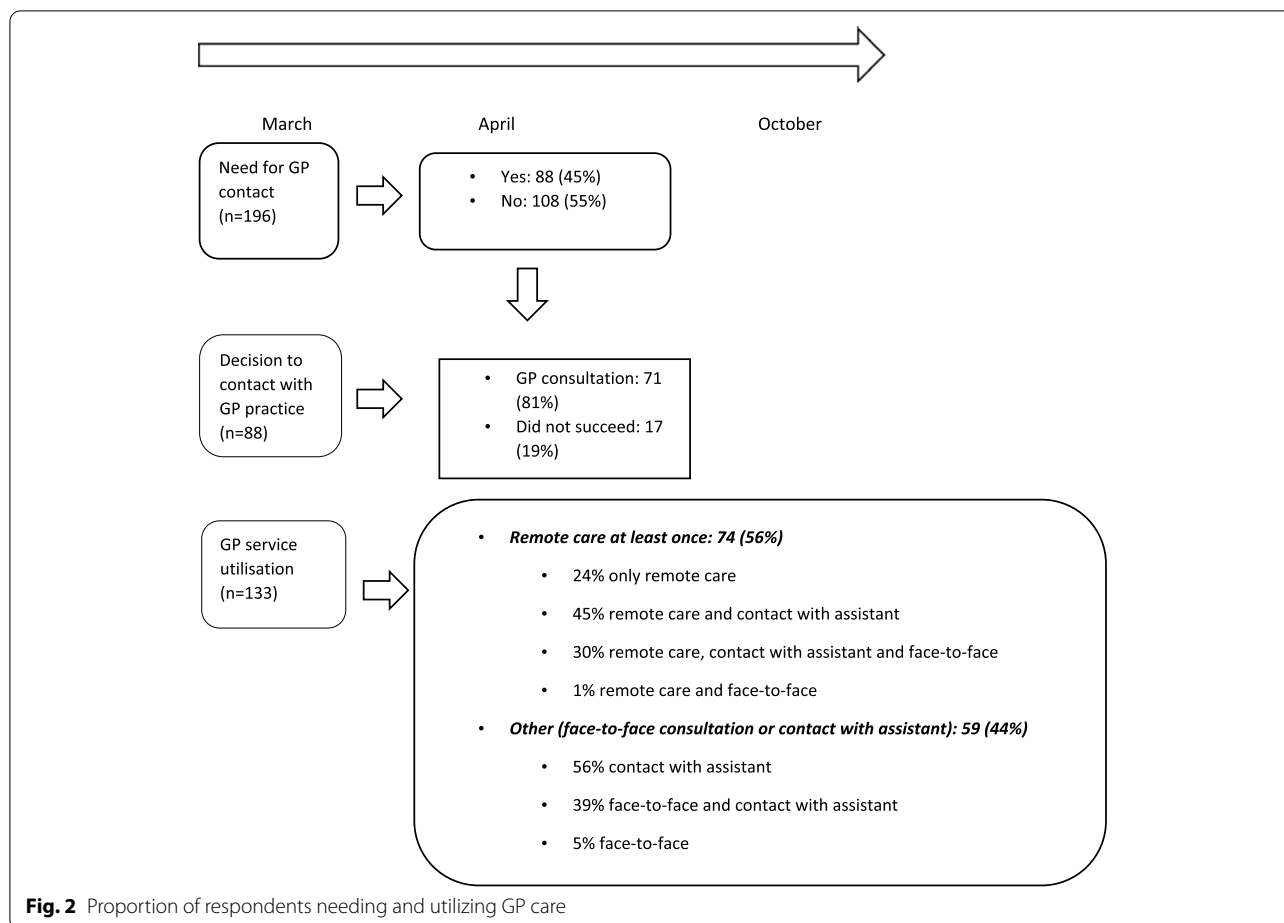 March April October
Need for GP
contact
(n=196)
• Yes: 88 (45%)
• No: 108 (55%)
Decision to
contact with
GP practice
(n=88)
• GP consultation: 71
(81%)
• Did not succeed: 17
(19%)
GP service
utilisation
(n=133)
• Remote care at least once: 74 (56%)
• 24% only remote care
• 45% remote care and contact with assistant
• 30% remote care, contact with assistant and face-to-face
• 1% remote care and face-to-face
• Other (face-to-face consultation or contact with assistant): 59 (44%)
• 56% contact with assistant
• 39% face-to-face and contact with assistant
• 5% face-to-face
Fig. 2 Proportion of respondents needing and utilizing GP care